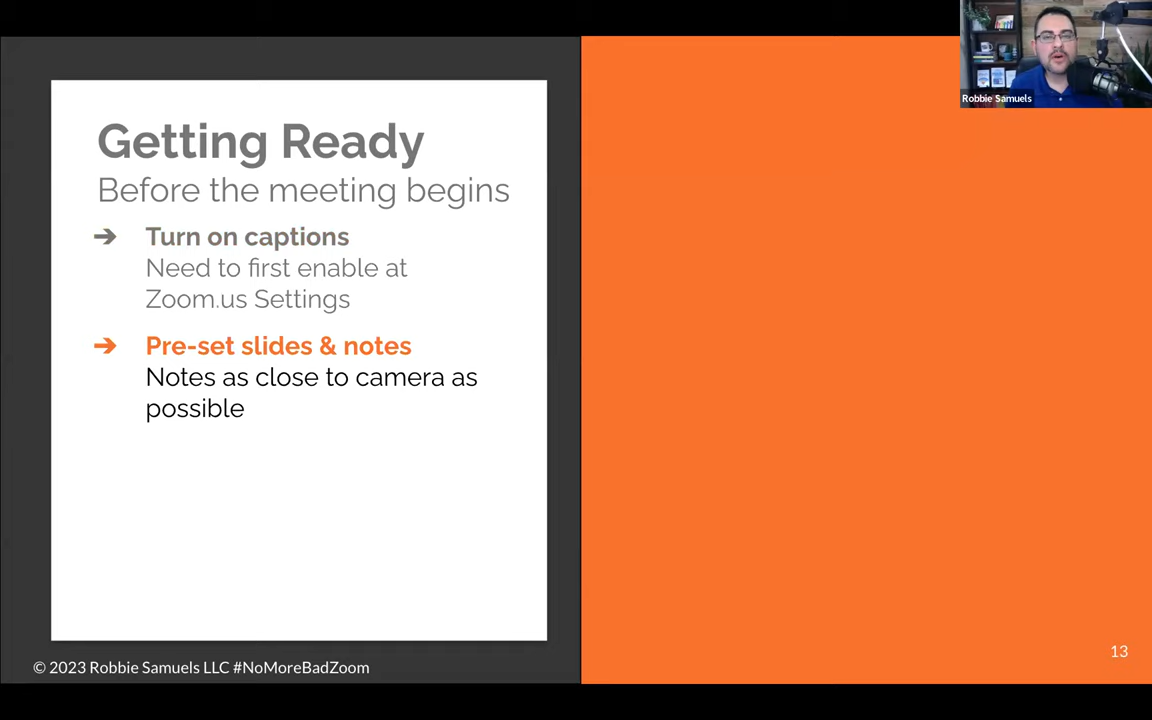 Getting Ready
Before the meeting begins
➔ Turn on captions
Need to first enable at
Zoom.us Settings
➔ Pre-set slides & notes
Notes as close to camera as
possible
© 2023 Robbie Samuels LLC #NoMoreBadZoom
13
Robbie Samuels